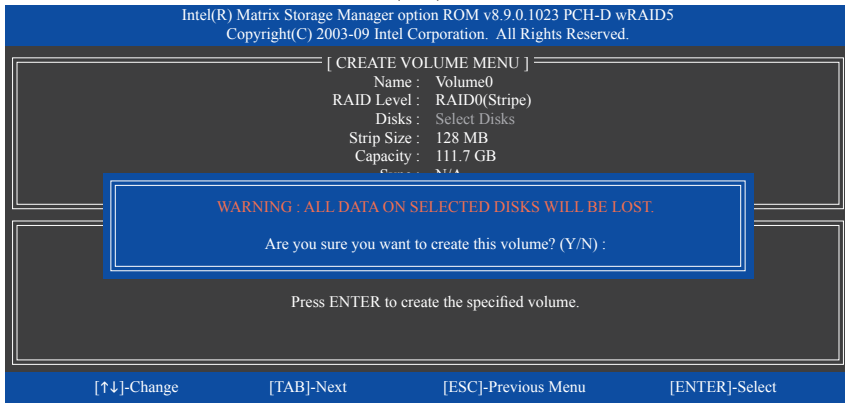 Intel(R) Matrix Storage Manager option ROM v8.9.0.1023 PCH-D wRAID5
Copyright(C) 2003-09 Intel Corporation. All Rights Reserved.
[ CREATE VOLUME MENU ]
Name : Volume0
RAID Level : RAID0(Stripe)
Disks : Select Disks
Strip Size : 128 MB
Capacity : 111.7 GB
Sync : N/A
WARNING : ALL DATA ON SELECTED DISKS WILL BE LOST.
Are you sure you want to create this volume? (Y/N) :
Press ENTER to create the specified volume.
[↑↓]-Change [TAB]-Next [ESC]-Previous Menu [ENTER]-Select